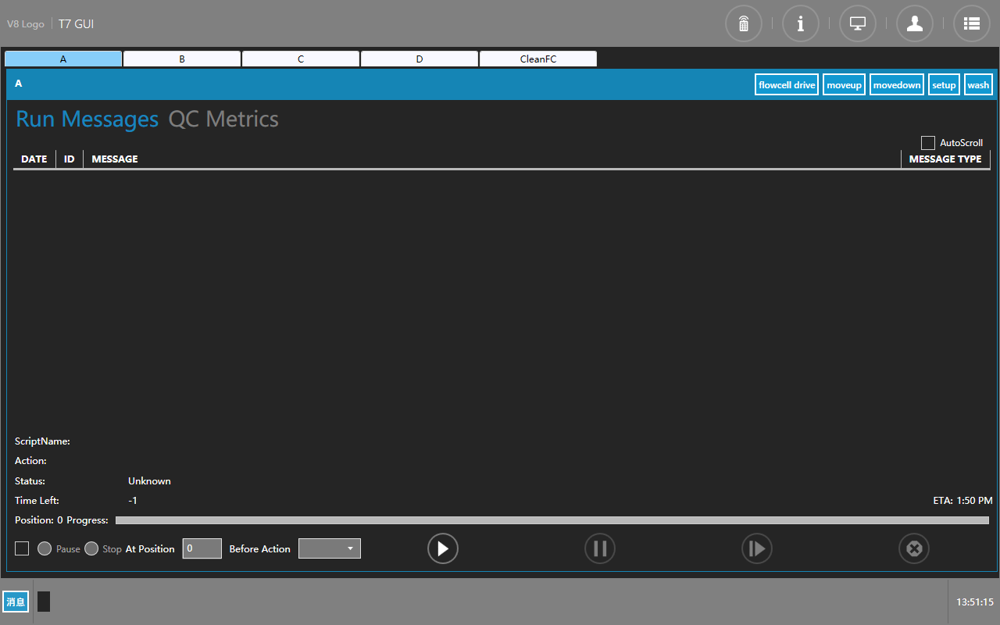 V8 Logo T7 GUI
A B C D CleanFC
A flowcell drive moveup movedown setup wash
Run Messages QC Metrics
AutoScroll
DATE ID MESSAGE MESSAGE TYPE
ScriptName:
Action:
Status: Unknown
Time Left: -1 ETA: 1:50 PM
Position: 0 Progress:
Pause Stop At Position 0 Before Action
消息 13:51:15